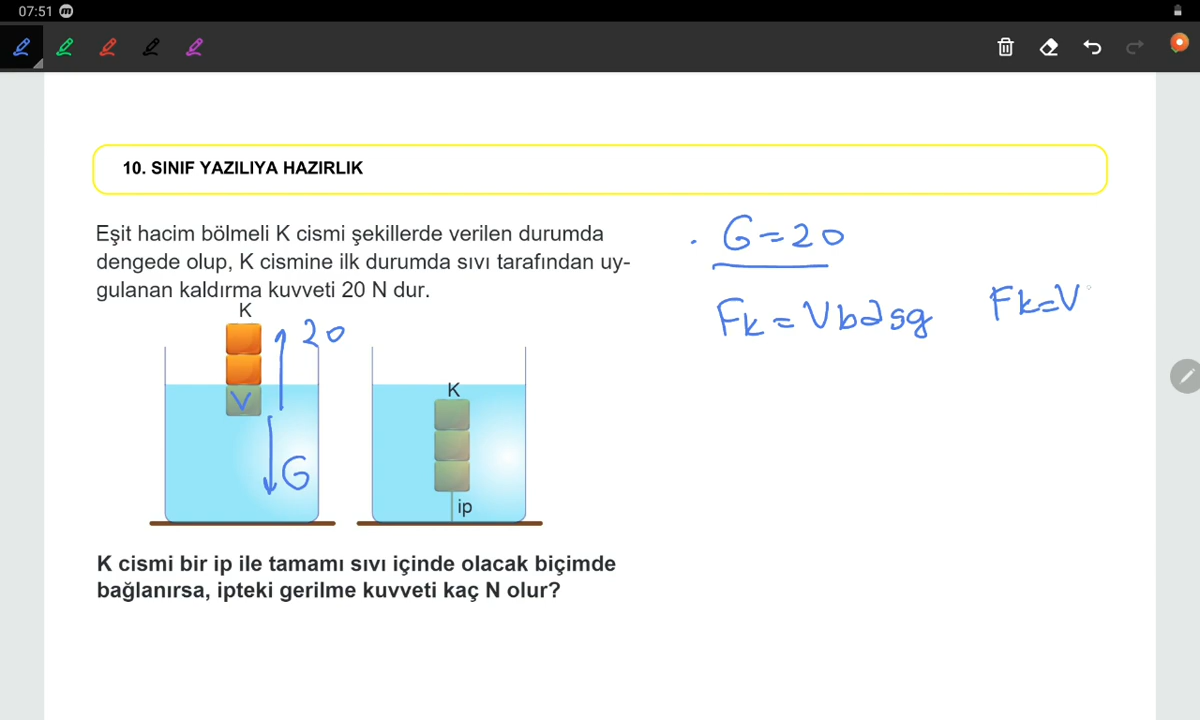 07:51
10. SINIF YAZILIYA HAZIRLIK
Eşit hacim bölmeli K cismi şekillerde verilen durumda
dengede olup, K cismine ilk durumda sıvı tarafından uy-
gulanan kaldırma kuvveti 20 N dur.
K
20
V
G
K
ip
K cismi bir ip ile tamamı sıvı içinde olacak biçimde
bağlanırsa, ipteki gerilme kuvveti kaç N olur?
. G=20
Fk=Vbdsg
Fk=V